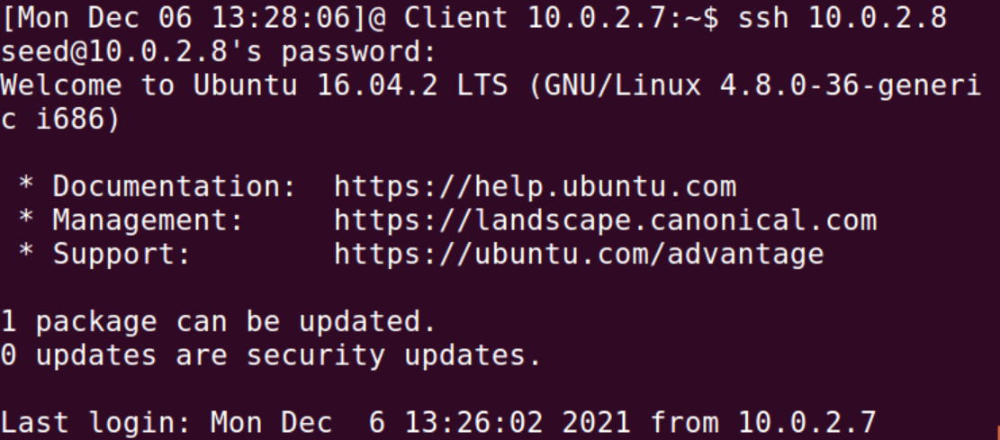 [Mon Dec 06 13:28:06]@ Client 10.0.2.7:~$ ssh 10.0.2.8
seed@10.0.2.8's password:
Welcome to Ubuntu 16.04.2 LTS (GNU/Linux 4.8.0-36-generi
c i686)
 * Documentation:  https://help.ubuntu.com
 * Management:     https://landscape.canonical.com
 * Support:        https://ubuntu.com/advantage
1 package can be updated.
0 updates are security updates.
Last login: Mon Dec  6 13:26:02 2021 from 10.0.2.7